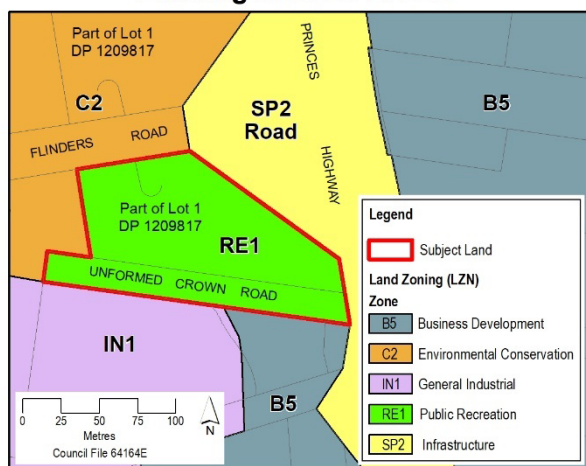 Part of Lot 1
DP 1209817
C2
FLINDERS ROAD
PRINCES
HIGHWAY
SP2
Road
B5
Part of Lot 1
DP 1209817
RE1
UNFORMED CROWN ROAD
IN1
B5
0 25 50 75 100
Metres
Council File 64164E
N
Legend
Subject Land
Land Zoning (LZN)
Zone
B5 Business Development
C2 Environmental Conservation
IN1 General Industrial
RE1 Public Recreation
SP2 Infrastructure